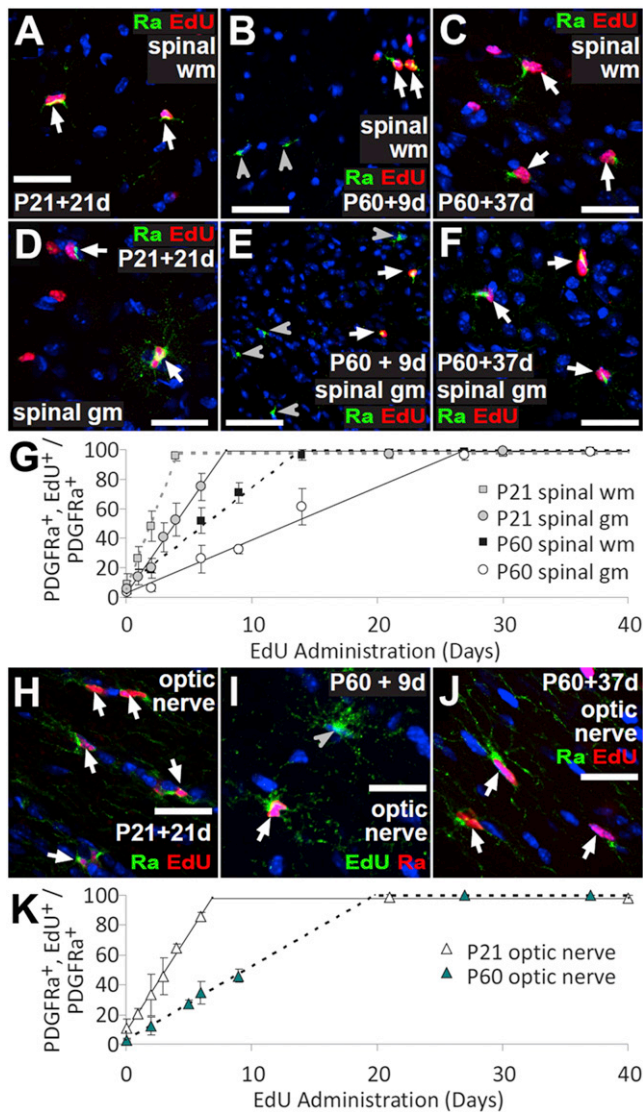 A
Ra EdU
spinal
wm
P21+21d
B
spinal
wm
Ra EdU
P60+9d
C
Ra EdU
spinal
wm
P60+37d
D
Ra EdU
P21+21d
spinal gm
E
P60 + 9d
spinal gm
Ra EdU
F
P60+37d
spinal gm
Ra EdU
G
PDGFRa+, EdU+ /
PDGFRa+
100
80
60
40
20
0
0 10 20 30 40
EdU Administration (Days)
P21 spinal wm
P21 spinal gm
P60 spinal wm
P60 spinal gm
H
optic
nerve
P21+21d
Ra EdU
I
P60 + 9d
optic
nerve
EdU Ra
J
P60+37d
optic
nerve
Ra EdU
K
PDGFRa+, EdU+ /
PDGFRa+
100
80
60
40
20
0
0 10 20 30 40
EdU Administration (Days)
P21 optic nerve
P60 optic nerve